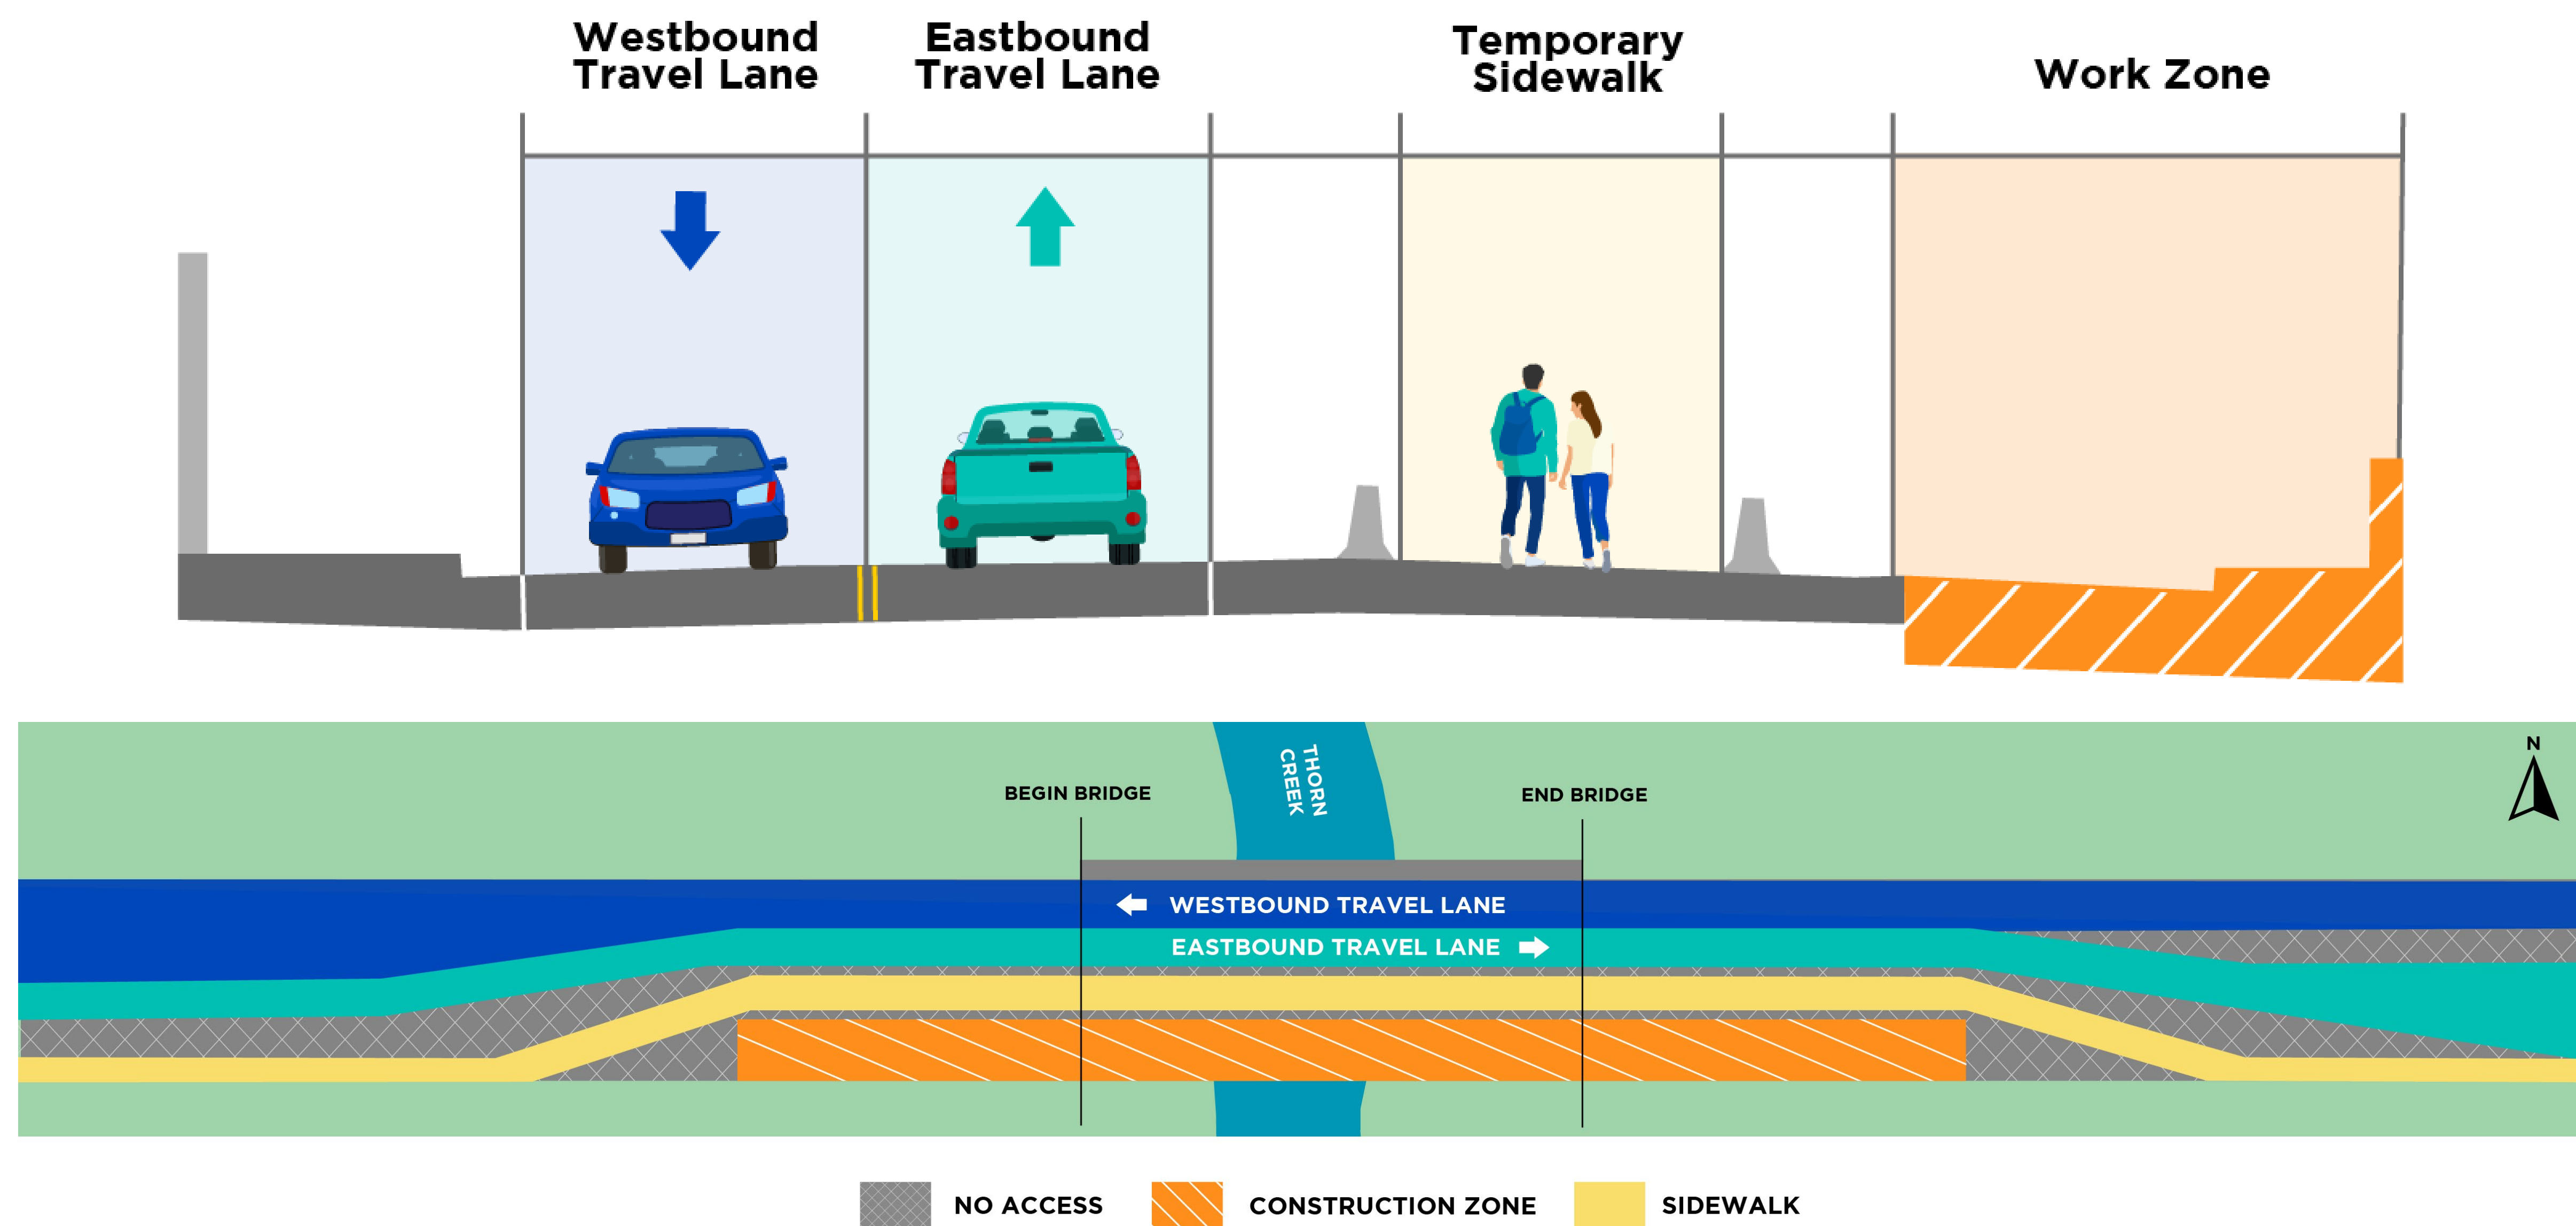 Westbound
Travel Lane
Eastbound
Travel Lane
Temporary
Sidewalk
Work Zone
THORN
CREEK
N
BEGIN BRIDGE
END BRIDGE
WESTBOUND TRAVEL LANE
EASTBOUND TRAVEL LANE
NO ACCESS
CONSTRUCTION ZONE
SIDEWALK